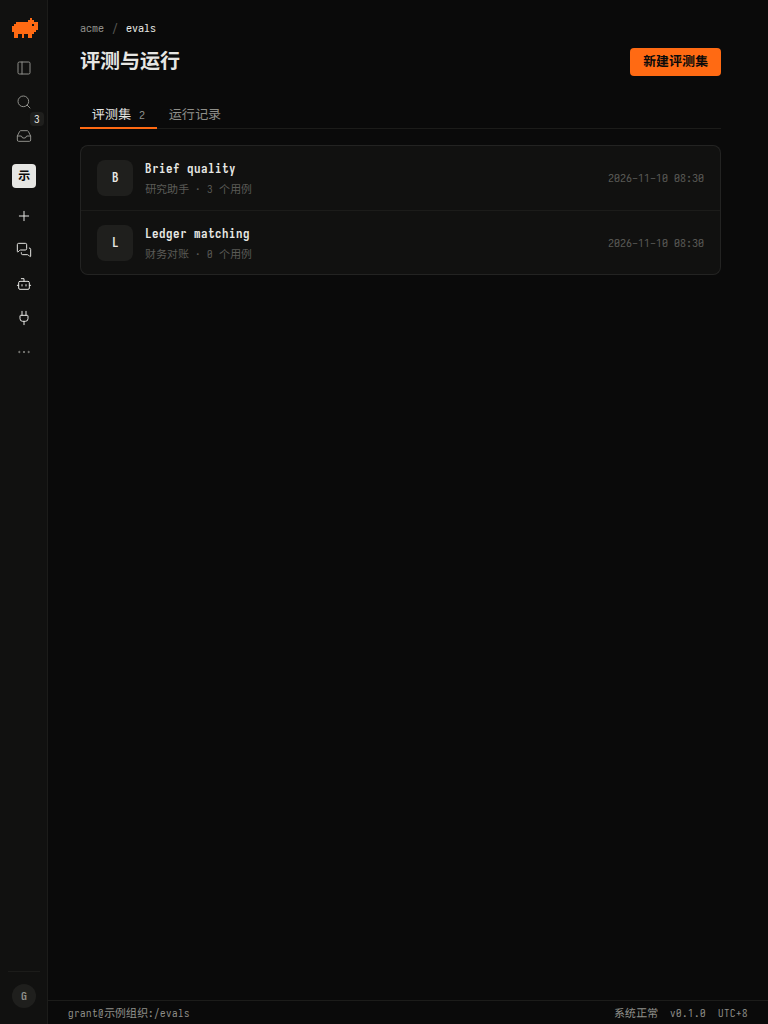 acme / evals
评测与运行
新建评测集
评测集 2
运行记录
3
示
B
Brief quality
研究助手 · 3 个用例
2026-11-10 08:30
L
Ledger matching
财务对账 · 0 个用例
2026-11-10 08:30
G
grant@示例组织:/evals
系统正常 v0.1.0 UTC+8